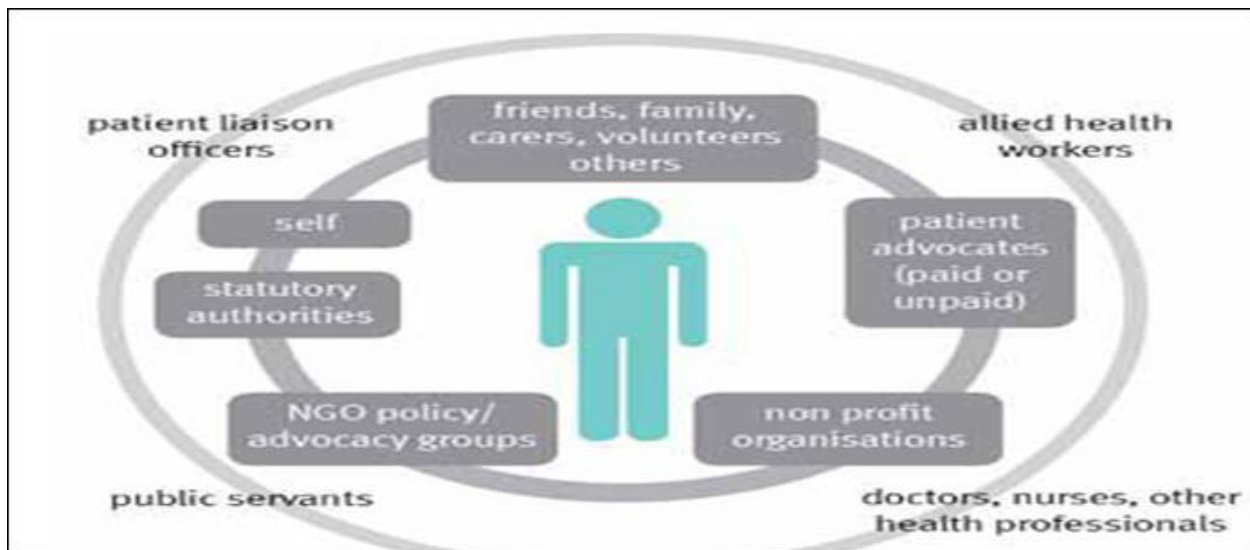 friends, family,
carers, volunteers
others
patient liaison
officers
allied health
workers
self
patient
advocates
(paid or
unpaid)
statutory
authorities
NGO policy/
advocacy groups
non profit
organisations
public servants
doctors, nurses, other
health professionals